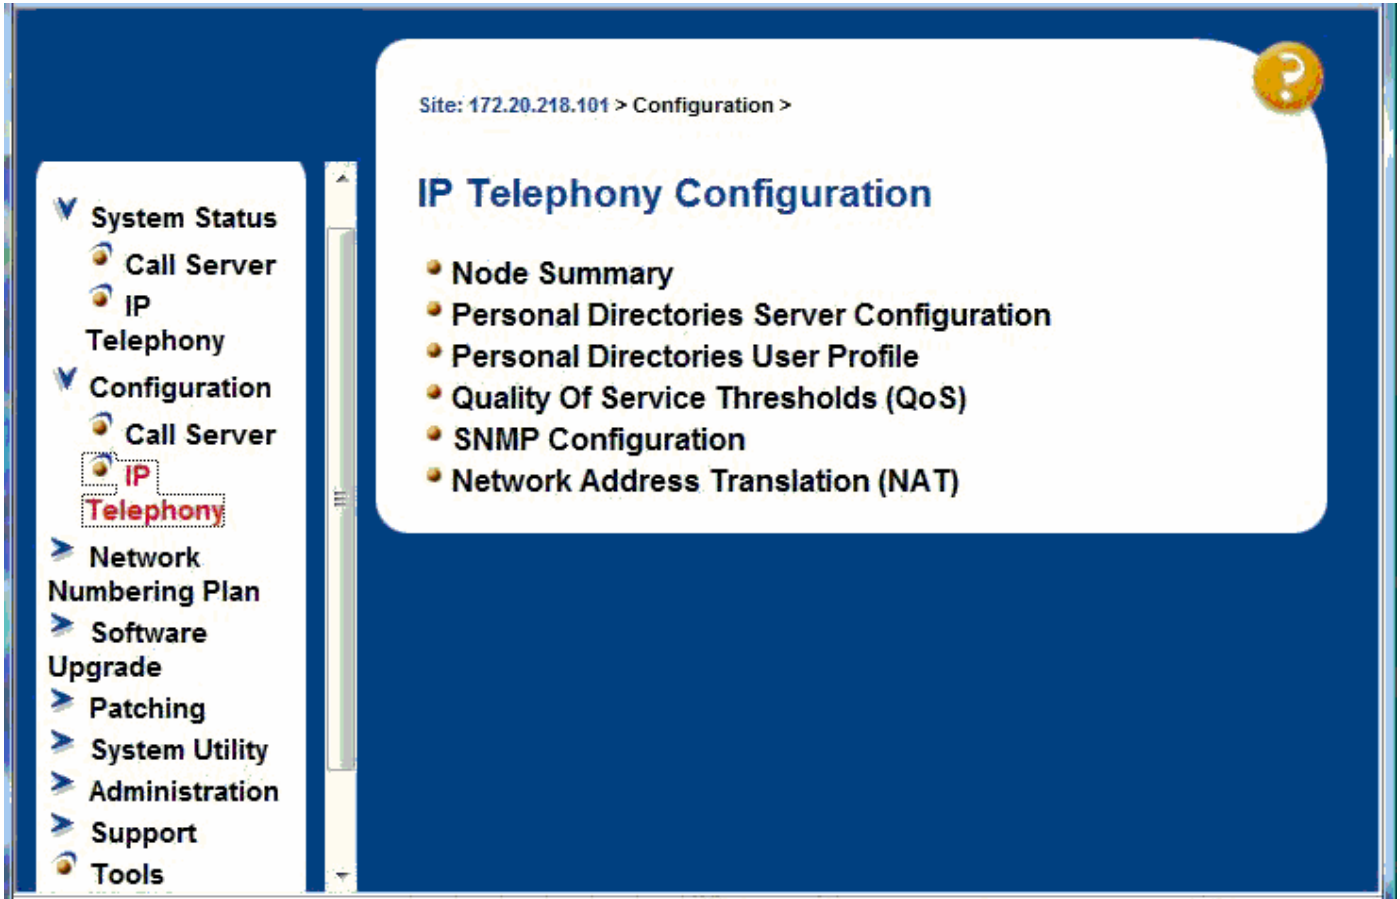 Site: 172.20.218.101 > Configuration >
IP Telephony Configuration
Node Summary
Personal Directories Server Configuration
Personal Directories User Profile
Quality Of Service Thresholds (QoS)
SNMP Configuration
Network Address Translation (NAT)
System Status
Call Server
IP
Telephony
Configuration
Call Server
IP
Telephony
Network
Numbering Plan
Software
Upgrade
Patching
System Utility
Administration
Support
Tools